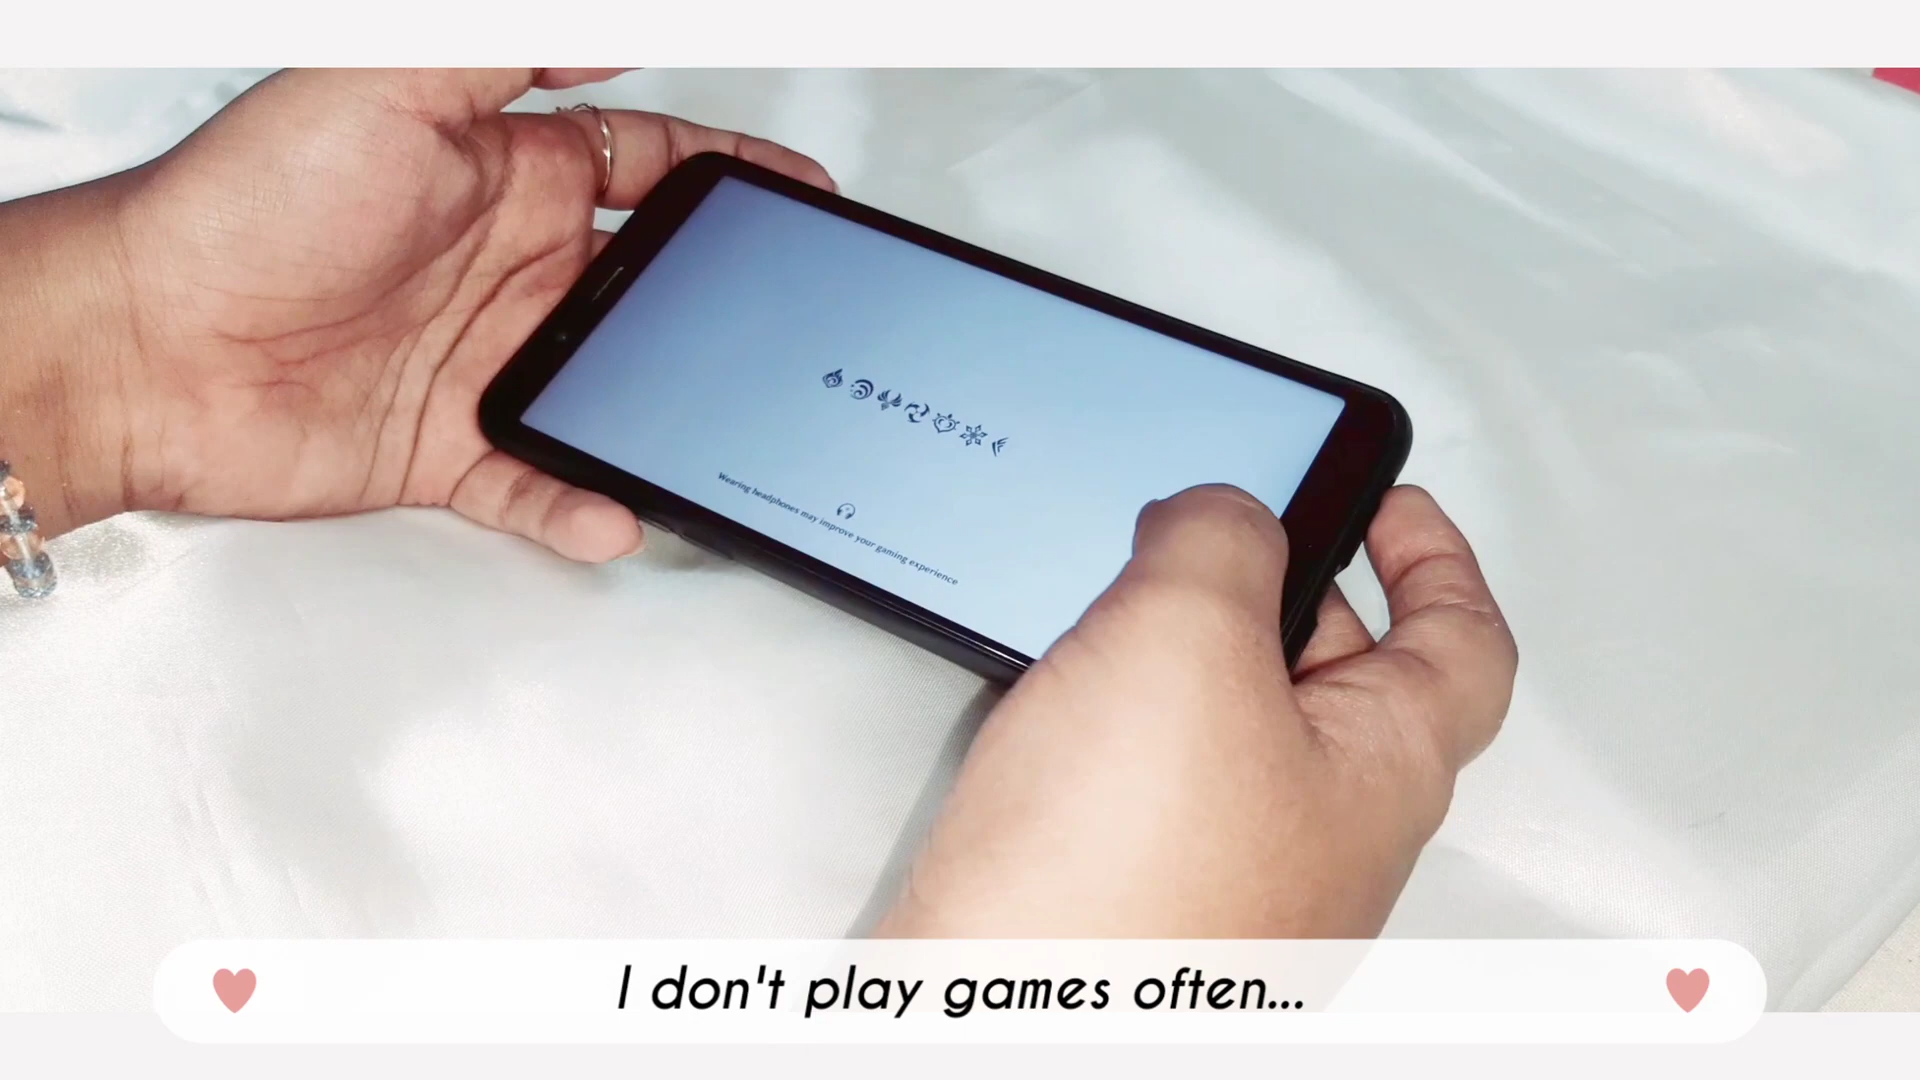 Wearing headphones may improve your gaming experience
I don't play games often...